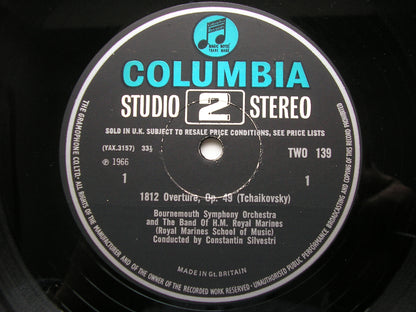 MAGIC NOTES
TRADE MARK
COLUMBIA
STUDIO 2 STEREO
SOLD IN U.K. SUBJECT TO RESALE PRICE CONDITIONS, SEE PRICE LISTS
(YAX.3157) 33⅓
TWO 139
℗ 1966
1 1
1812 Overture, Op. 49 (Tchaikovsky)
Bournemouth Symphony Orchestra
and The Band Of H.M. Royal Marines
(Royal Marines School of Music)
Conducted by Constantin Silvestri
MADE IN GT. BRITAIN
THE GRAMOPHONE CO. LTD. ALL RIGHTS OF THE MANUFACTURER AND OF THE OWNER OF THE RECORDED WORK RESERVED. UNAUTHORISED PUBLIC PERFORMANCE BROADCASTING AND COPYING OF THIS RECORD PROHIBITED